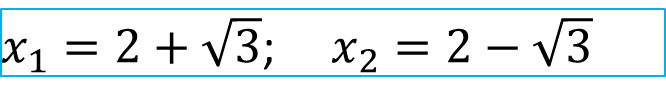 x₁ = 2 + √3; x₂ = 2 − √3